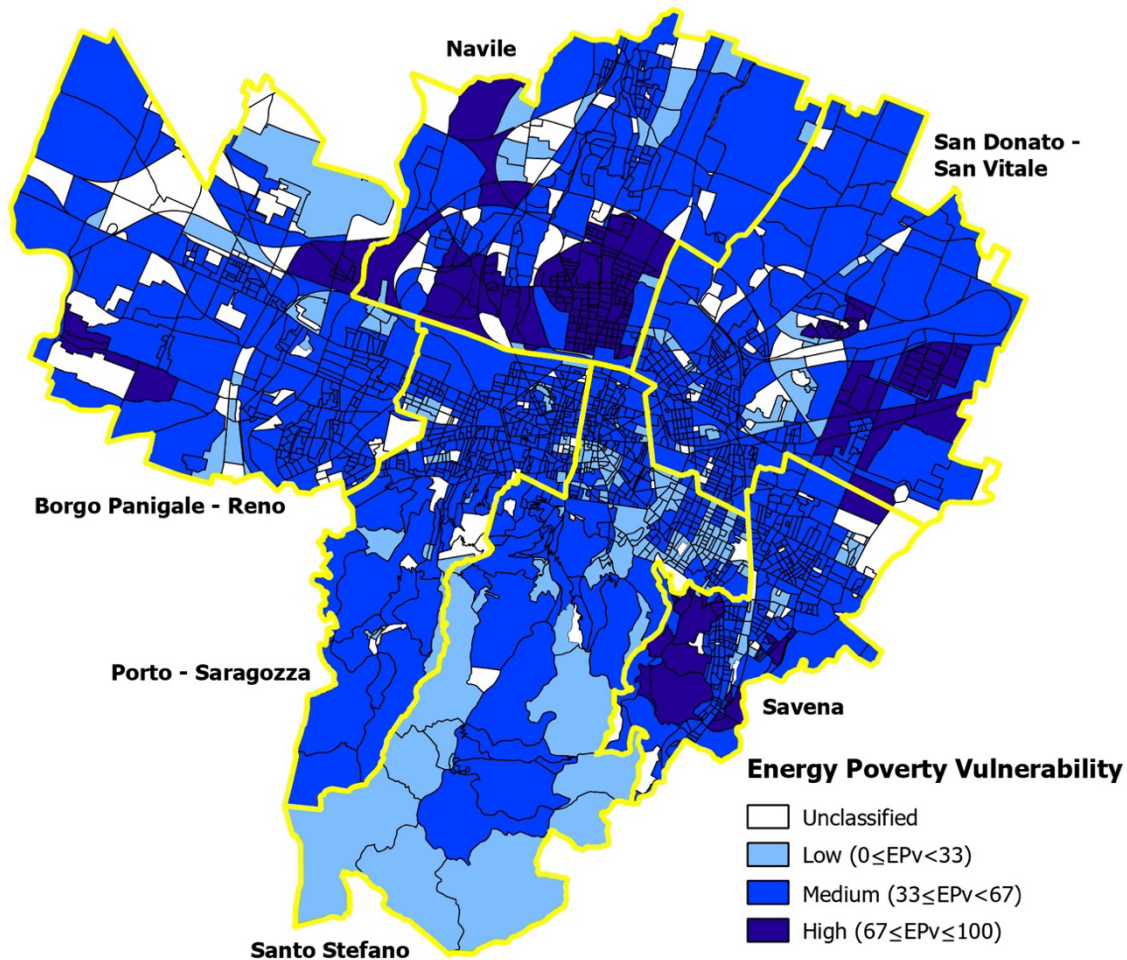 Navile
San Donato -
San Vitale
Borgo Panigale - Reno
Porto - Saragozza
Savena
Santo Stefano
Energy Poverty Vulnerability
Unclassified
Low (0≤EPv<33)
Medium (33≤EPv<67)
High (67≤EPv≤100)